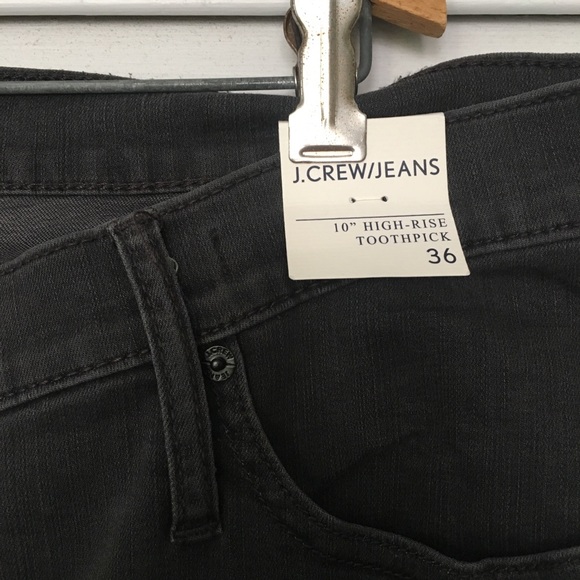 J.CREW/JEANS
10" HIGH-RISE
TOOTHPICK
36